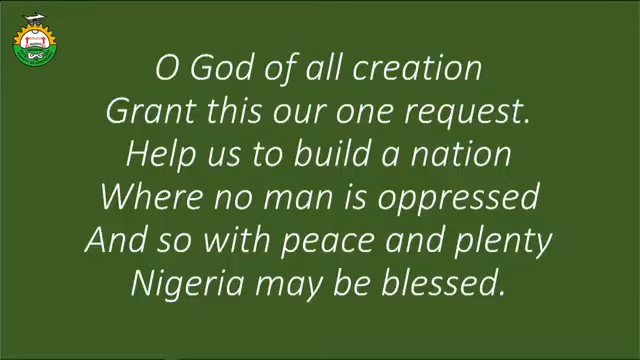 O God of all creation
Grant this our one request.
Help us to build a nation
Where no man is oppressed
And so with peace and plenty
Nigeria may be blessed.